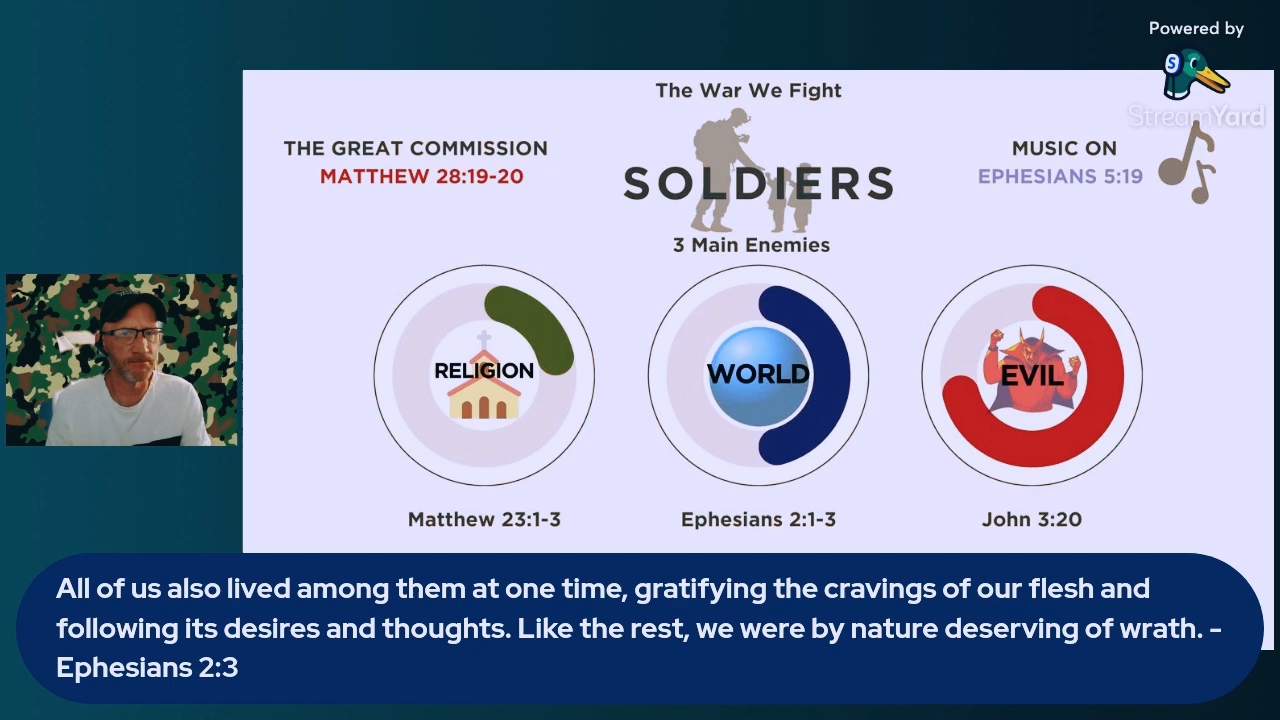 Powered by
StreamYard
The War We Fight
THE GREAT COMMISSION
MATTHEW 28:19-20
SOLDIERS
MUSIC ON
EPHESIANS 5:19
3 Main Enemies
RELIGION
WORLD
EVIL
Matthew 23:1-3
Ephesians 2:1-3
John 3:20
All of us also lived among them at one time, gratifying the cravings of our flesh and
following its desires and thoughts. Like the rest, we were by nature deserving of wrath. -
Ephesians 2:3